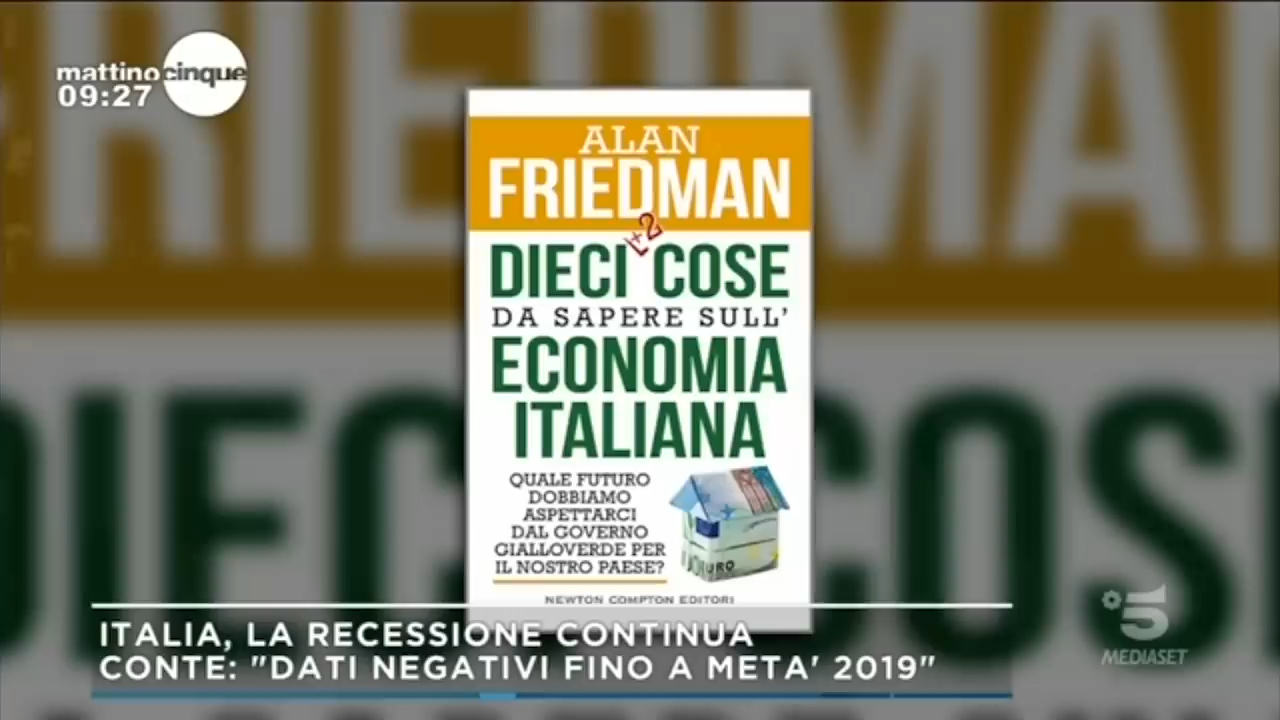 mattino cinque
09:27
ALAN
FRIEDMAN
+2
DIECI COSE
DA SAPERE SULL'
ECONOMIA
ITALIANA
QUALE FUTURO
DOBBIAMO
ASPETTARCI
DAL GOVERNO
GIALLOVERDE PER
IL NOSTRO PAESE?
NEWTON COMPTON EDITORI
ITALIA, LA RECESSIONE CONTINUA
CONTE: "DATI NEGATIVI FINO A META' 2019"
5
MEDIASET